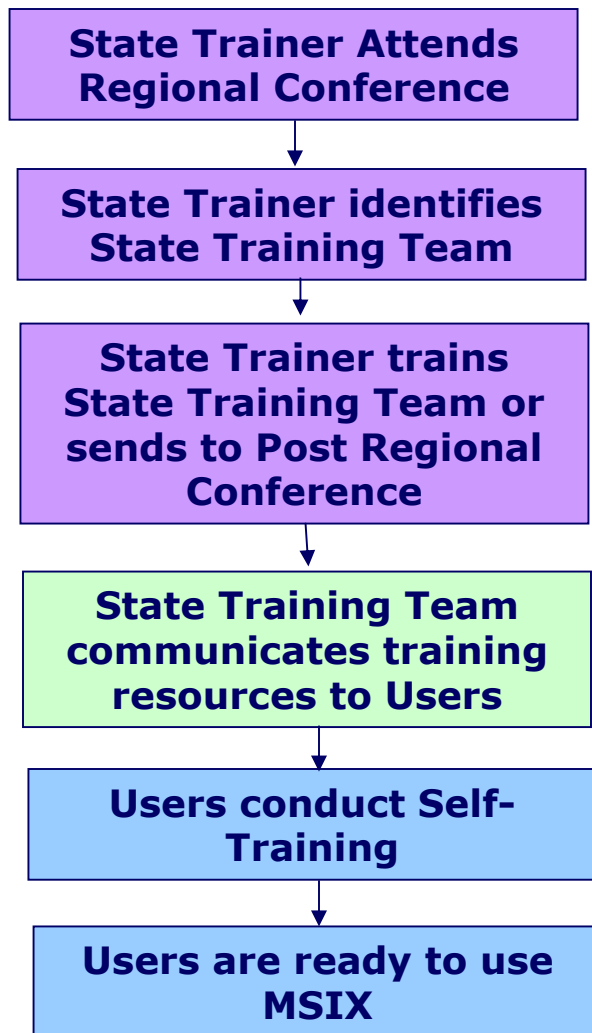 State Trainer Attends
Regional Conference
State Trainer identifies
State Training Team
State Trainer trains
State Training Team or
sends to Post Regional
Conference
State Training Team
communicates training
resources to Users
Users conduct Self-
Training
Users are ready to use
MSIX